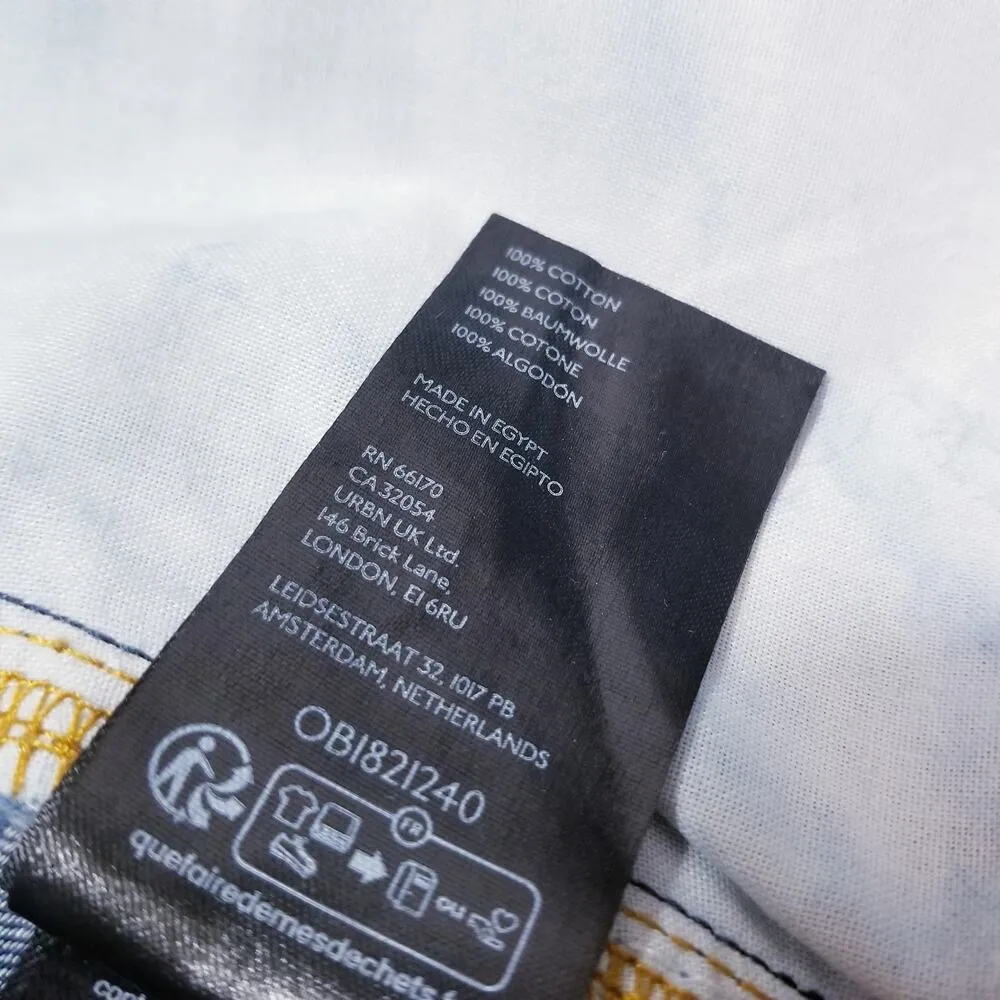 100% COTTON
100% COTON
100% BAUMWOLLE
100% COTONE
100% ALGODÓN
MADE IN EGYPT
HECHO EN EGIPTO
RN 66170
CA 32054
URBN UK Ltd.
146 Brick Lane,
LONDON, E1 6RU
LEIDSESTRAAT 32, 1017 PB
AMSTERDAM, NETHERLANDS
OB1821240
FR
ou
quefairedemesdechets.f